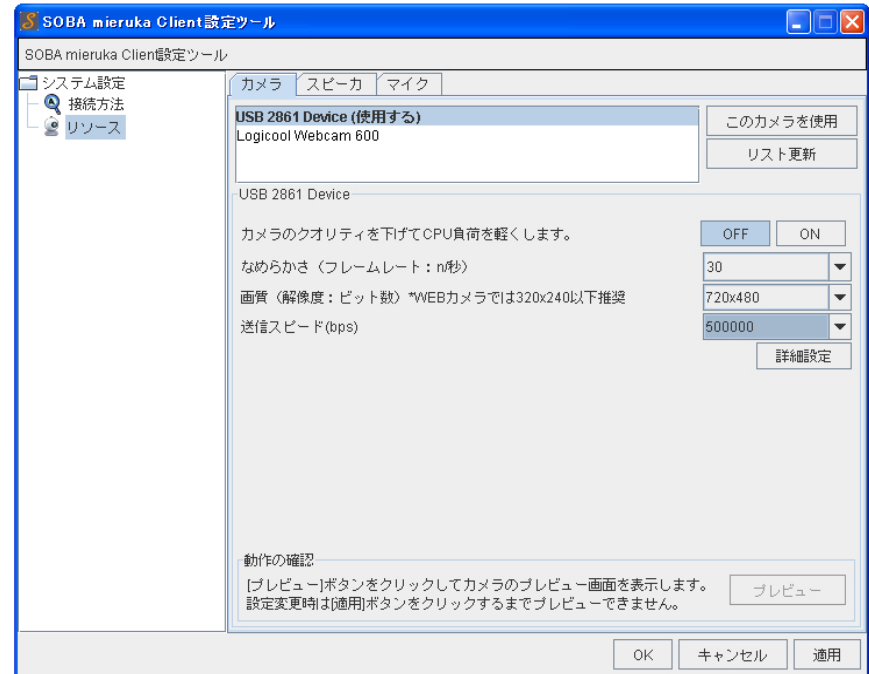 SOBA mieruka Client設定ツール
SOBA mieruka Client設定ツール
システム設定
接続方法
リソース
カメラ スピーカ マイク
USB 2861 Device (使用する)
Logicool Webcam 600
このカメラを使用
リスト更新
USB 2861 Device
カメラのクオリティを下げてCPU負荷を軽くします。 OFF ON
なめらかさ（フレームレート：n/秒） 30
画質（解像度：ビット数）*WEBカメラでは320x240以下推奨 720x480
送信スピード(bps) 500000
詳細設定
動作の確認
[プレビュー]ボタンをクリックしてカメラのプレビュー画面を表示します。
設定変更時は[適用]ボタンをクリックするまでプレビューできません。
プレビュー
OK キャンセル 適用